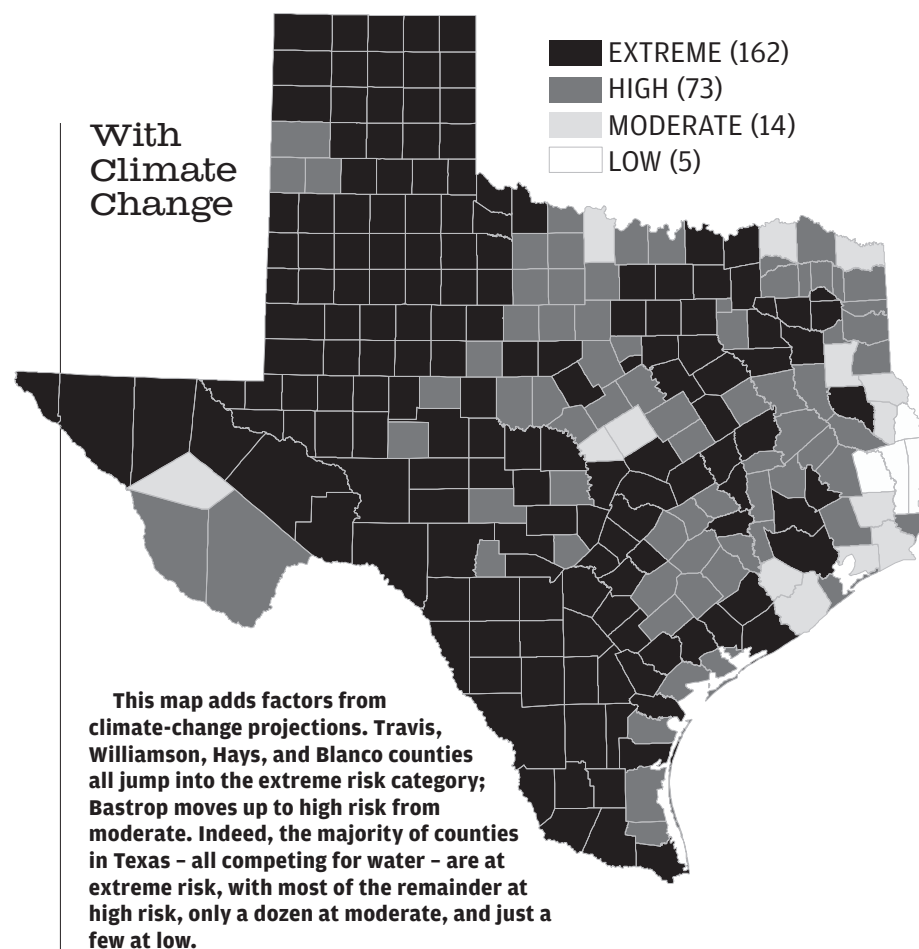 EXTREME (162)
HIGH (73)
MODERATE (14)
LOW (5)
With
Climate
Change
This map adds factors from
climate-change projections. Travis,
Williamson, Hays, and Blanco counties
all jump into the extreme risk category;
Bastrop moves up to high risk from
moderate. Indeed, the majority of counties
in Texas – all competing for water – are at
extreme risk, with most of the remainder at
high risk, only a dozen at moderate, and just a
few at low.